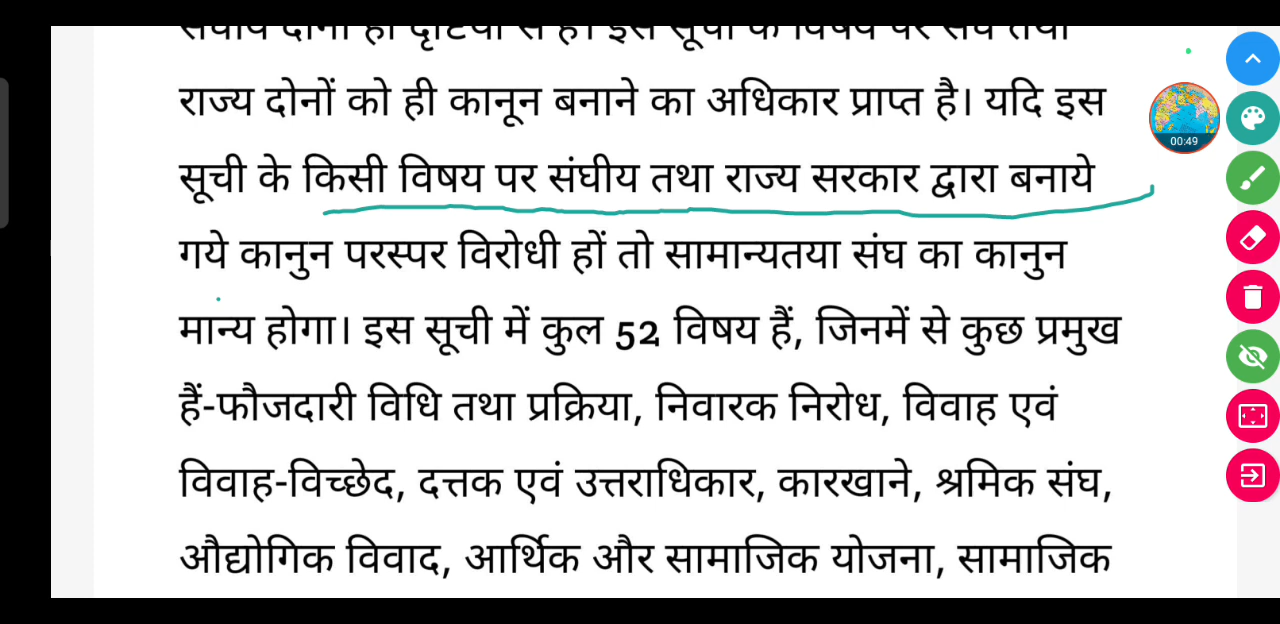 राज्य दोनों को ही कानून बनाने का अधिकार प्राप्त है। यदि इस
सूची के किसी विषय पर संघीय तथा राज्य सरकार द्वारा बनाये
गये कानुन परस्पर विरोधी हों तो सामान्यतया संघ का कानुन
मान्य होगा। इस सूची में कुल 52 विषय हैं, जिनमें से कुछ प्रमुख
हैं-फौजदारी विधि तथा प्रक्रिया, निवारक निरोध, विवाह एवं
विवाह-विच्छेद, दत्तक एवं उत्तराधिकार, कारखाने, श्रमिक संघ,
औद्योगिक विवाद, आर्थिक और सामाजिक योजना, सामाजिक
00:49